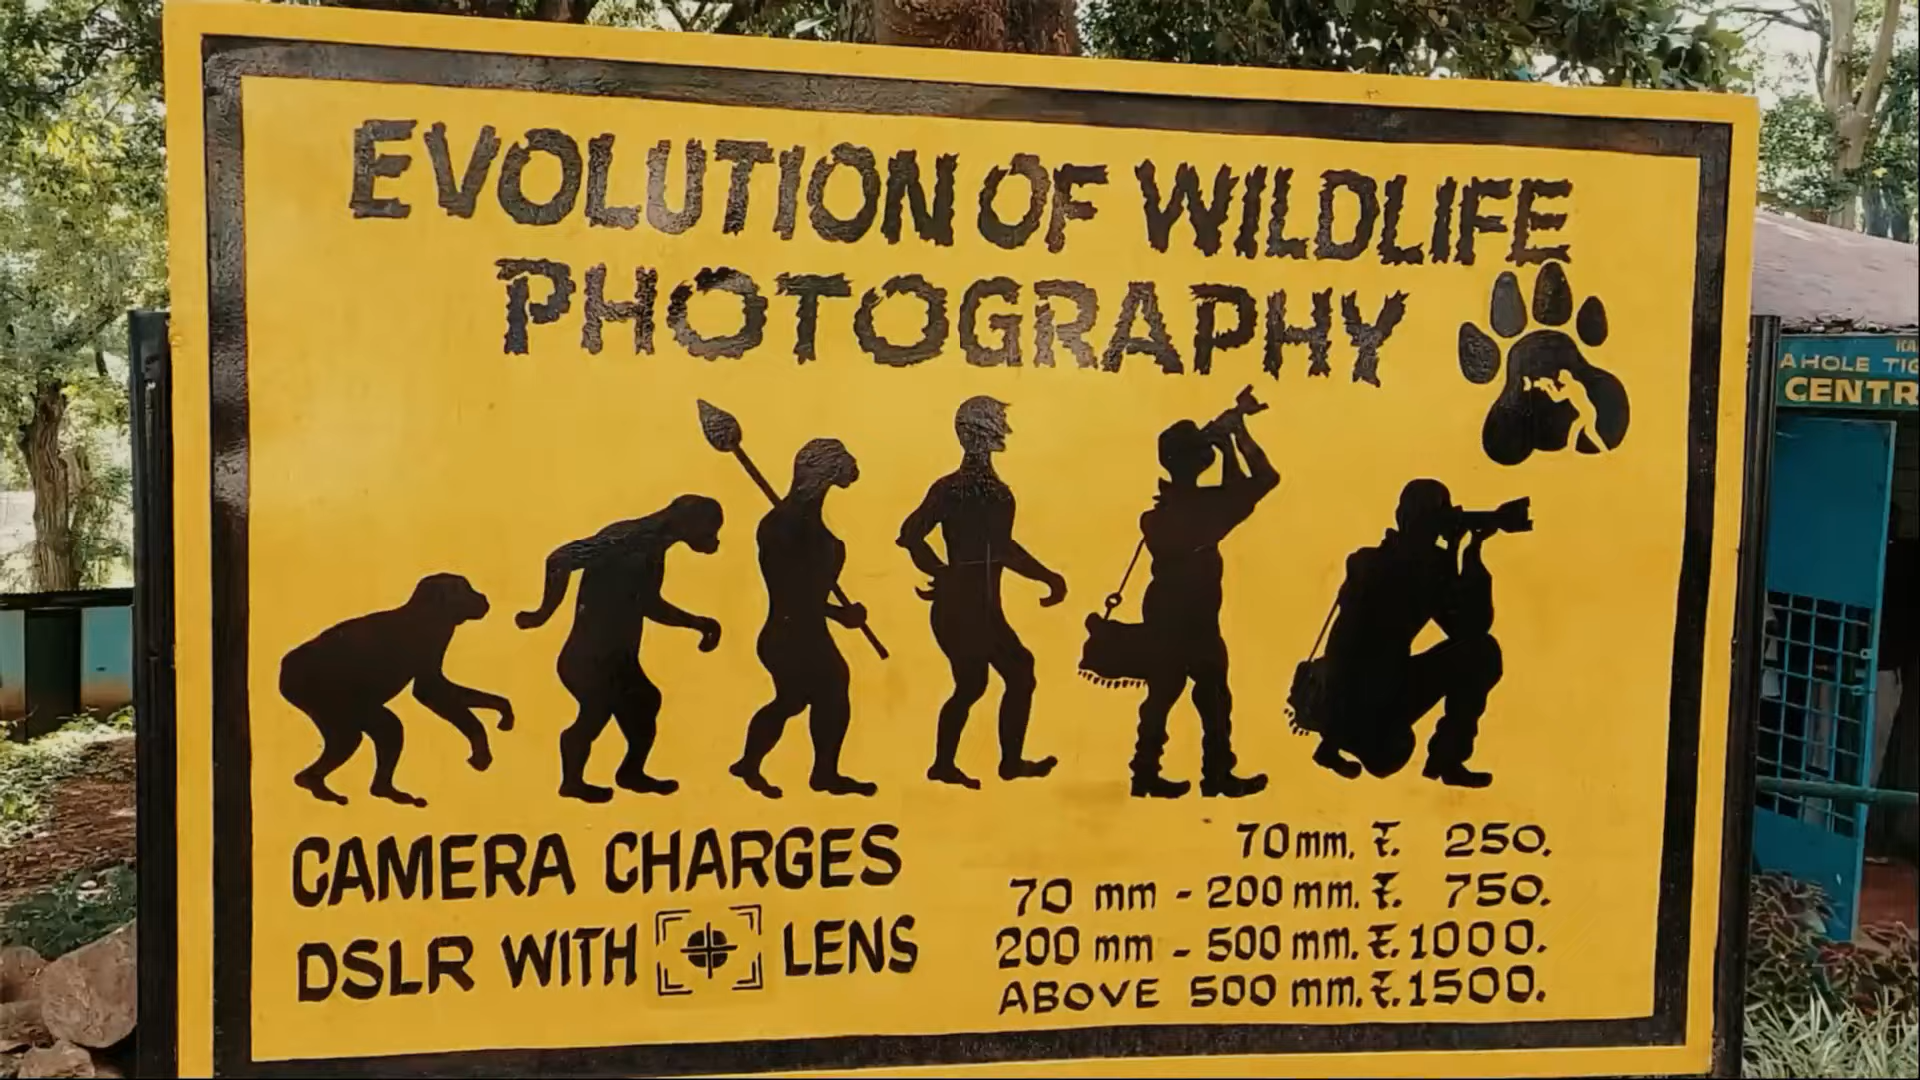 EVOLUTION OF WILDLIFE
PHOTOGRAPHY
CAMERA CHARGES
DSLR WITH LENS
70mm. ₹. 250.
70 mm - 200 mm. ₹. 750.
200 mm - 500 mm. ₹. 1000.
ABOVE 500 mm. ₹. 1500.
AHOLE TIG
CENTR